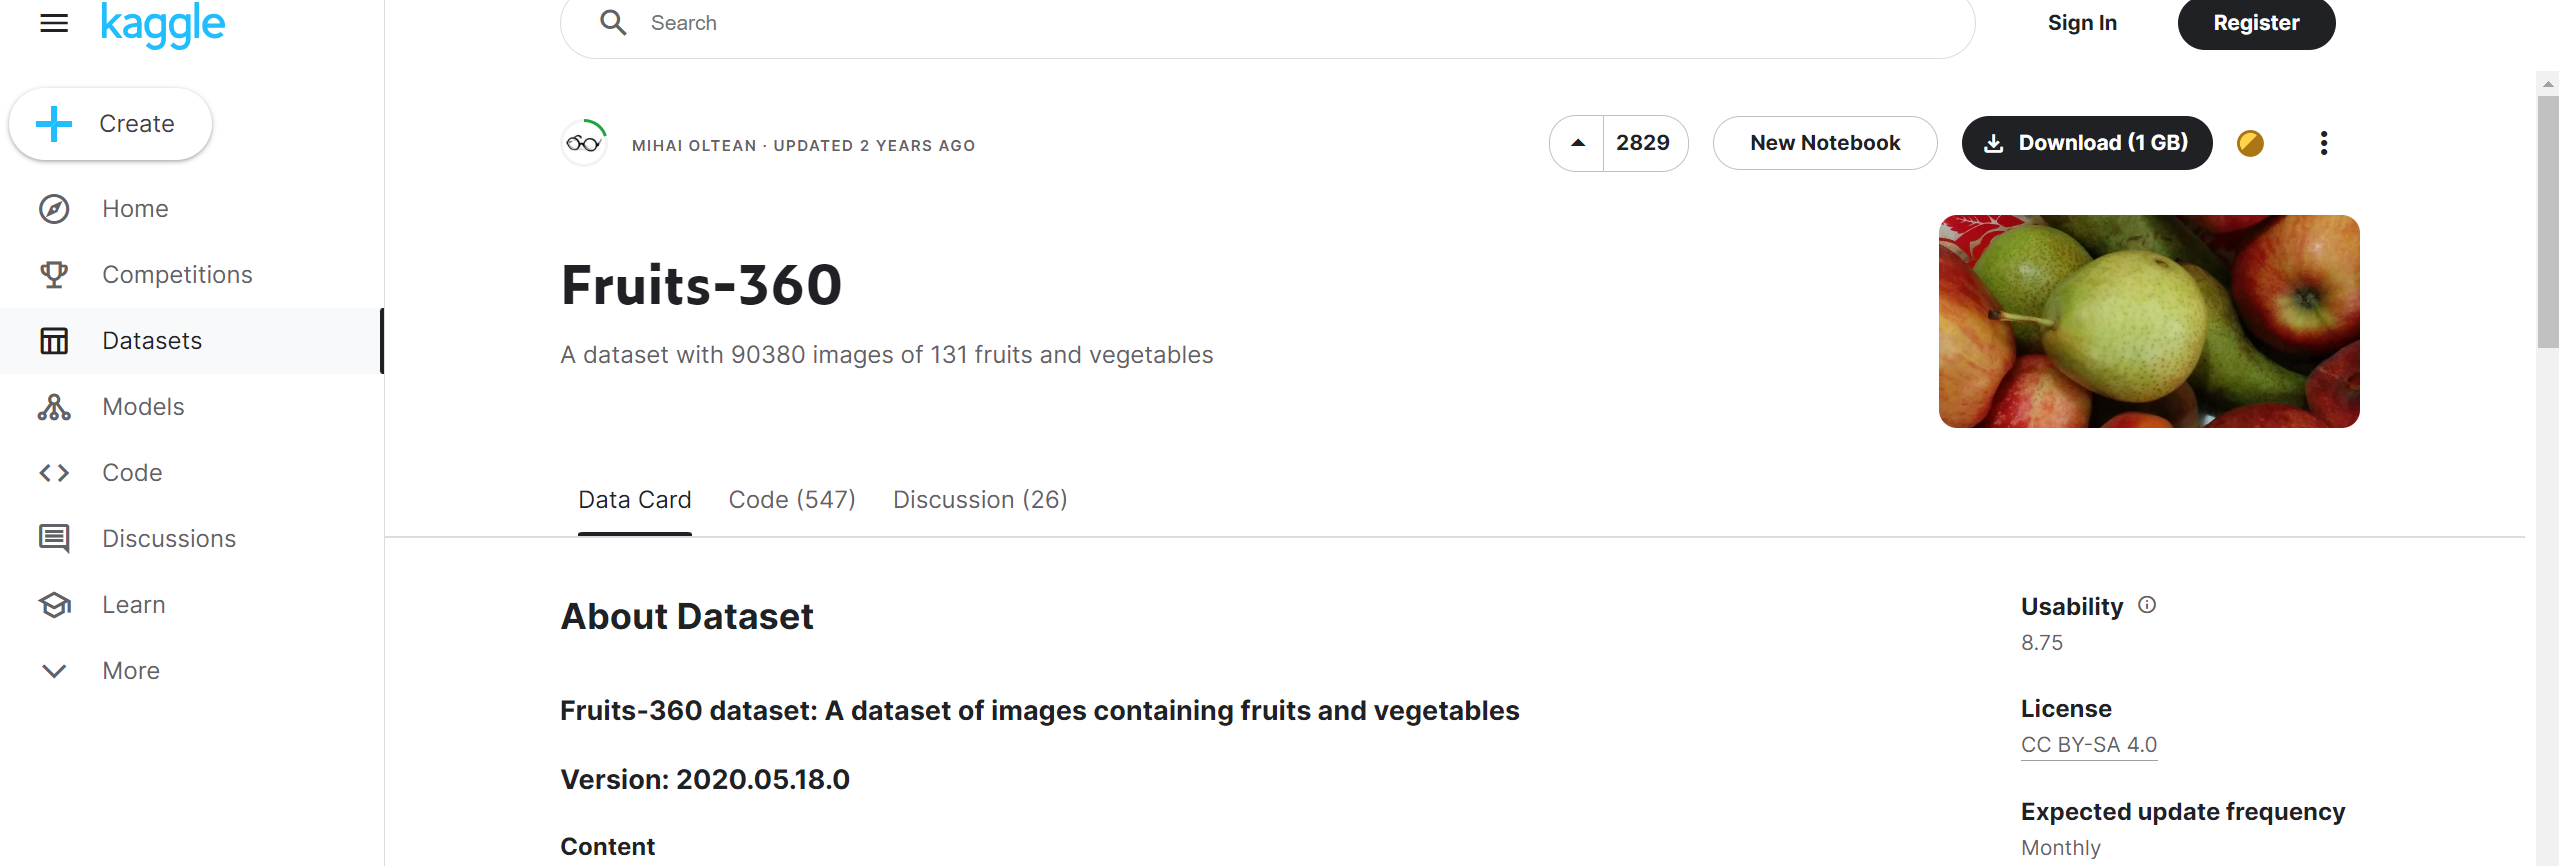 kaggle
Search
Sign In
Register
Create
Home
Competitions
Datasets
Models
Code
Discussions
Learn
More
MIHAI OLTEAN · UPDATED 2 YEARS AGO
2829
New Notebook
Download (1 GB)
Fruits-360
A dataset with 90380 images of 131 fruits and vegetables
Data Card
Code (547)
Discussion (26)
About Dataset
Fruits-360 dataset: A dataset of images containing fruits and vegetables
Version: 2020.05.18.0
Content
Usability
8.75
License
CC BY-SA 4.0
Expected update frequency
Monthly